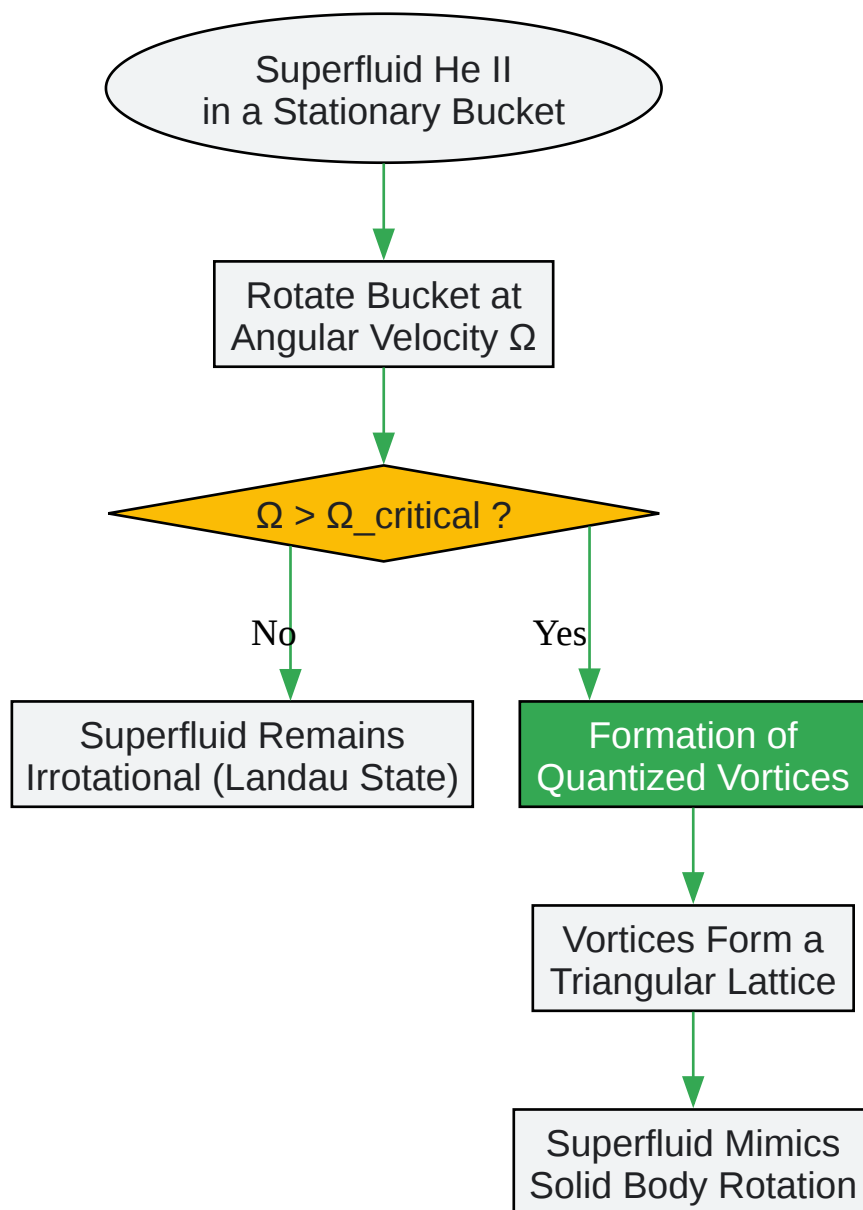 Superfluid He II
in a Stationary Bucket
Rotate Bucket at
Angular Velocity Ω
Ω > Ω_critical ?
No
Yes
Superfluid Remains
Irrotational (Landau State)
Formation of
Quantized Vortices
Vortices Form a
Triangular Lattice
Superfluid Mimics
Solid Body Rotation